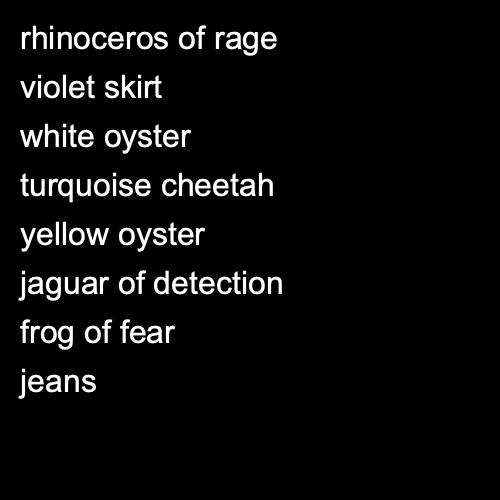 rhinoceros of rage
violet skirt
white oyster
turquoise cheetah
yellow oyster
jaguar of detection
frog of fear
jeans